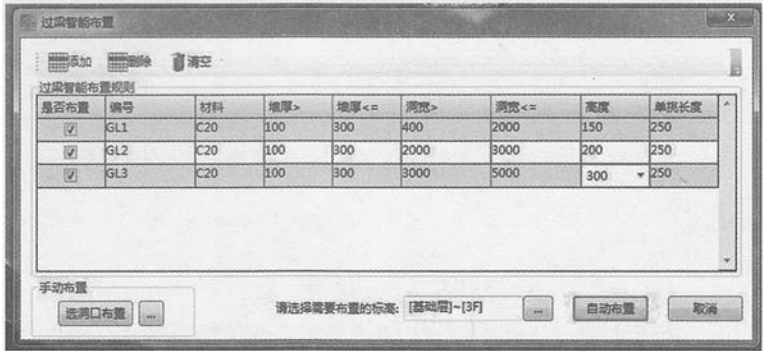 过梁智能布置
添加 删除 清空
过梁智能布置规则
是否布置 编号 材料 墙厚> 墙厚<= 洞宽> 洞宽<= 高度 单挑长度
GL1 C20 100 300 400 2000 150 250
GL2 C20 100 300 2000 3000 200 250
GL3 C20 100 300 3000 5000 300 250
手动布置
选洞口布置 ... 请选择需要布置的标高: [基础层]~[3F] ... 自动布置 取消